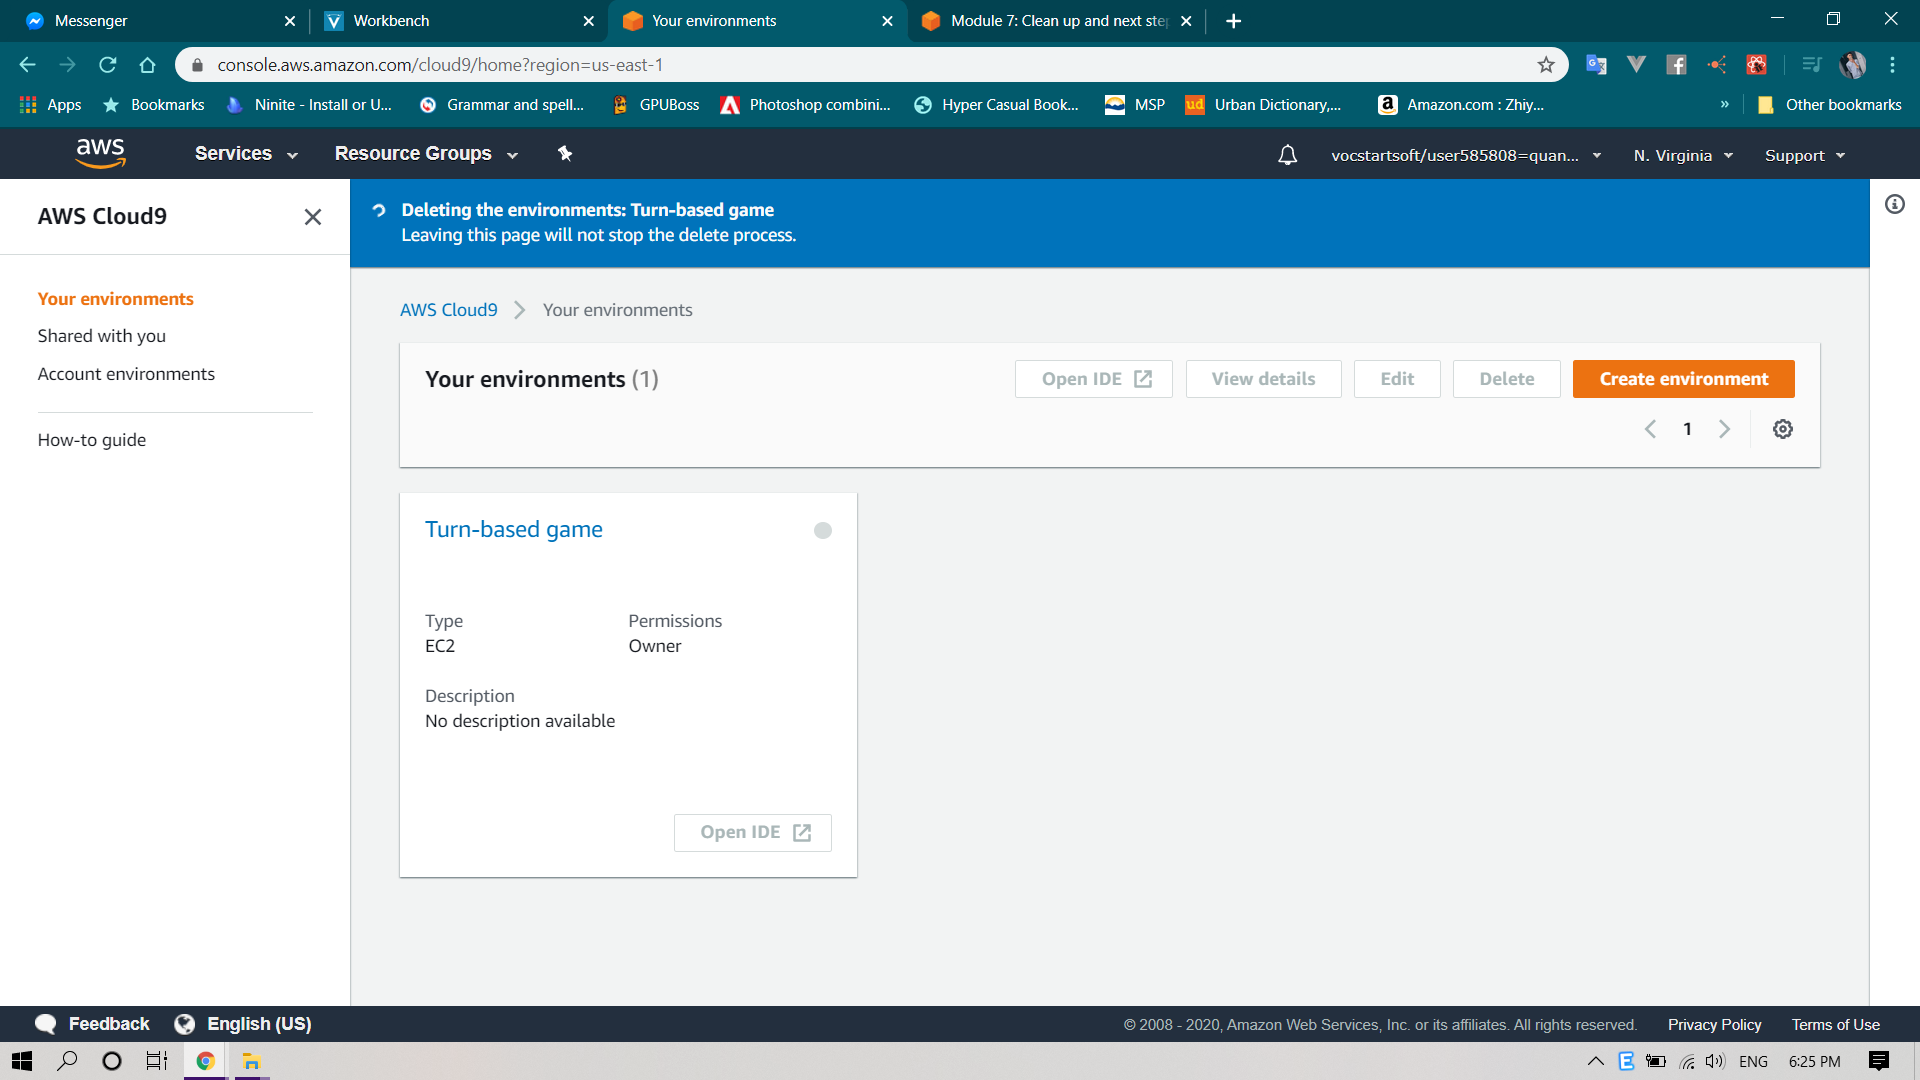 Messenger
Workbench
Your environments
Module 7: Clean up and next step
console.aws.amazon.com/cloud9/home?region=us-east-1
Apps
Bookmarks
Ninite - Install or U...
Grammar and spell...
GPUBoss
Photoshop combini...
Hyper Casual Book...
MSP
Urban Dictionary,...
Amazon.com : Zhiy...
»
Other bookmarks
aws
Services
Resource Groups
vocstartsoft/user585808=quan...
N. Virginia
Support
AWS Cloud9
Your environments
Shared with you
Account environments
How-to guide
Deleting the environments: Turn-based game
Leaving this page will not stop the delete process.
AWS Cloud9 > Your environments
Your environments (1)
Open IDE
View details
Edit
Delete
Create environment
1
Turn-based game
Type
EC2
Permissions
Owner
Description
No description available
Open IDE
Feedback
English (US)
© 2008 - 2020, Amazon Web Services, Inc. or its affiliates. All rights reserved.
Privacy Policy
Terms of Use
ENG
6:25 PM